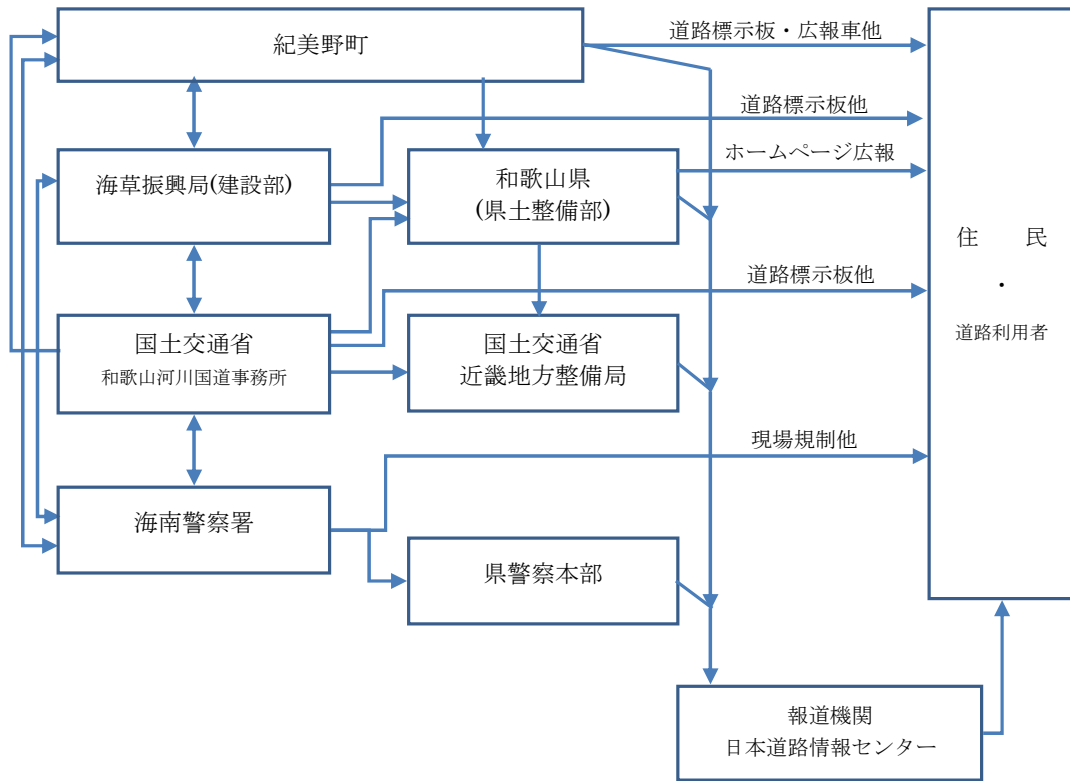 紀美野町
道路標示板・広報車他
道路標示板他
ホームページ広報
海草振興局(建設部)
和歌山県
(県土整備部)
住　　民
・
道路利用者
道路標示板他
国土交通省
和歌山河川国道事務所
国土交通省
近畿地方整備局
現場規制他
海南警察署
県警察本部
報道機関
日本道路情報センター